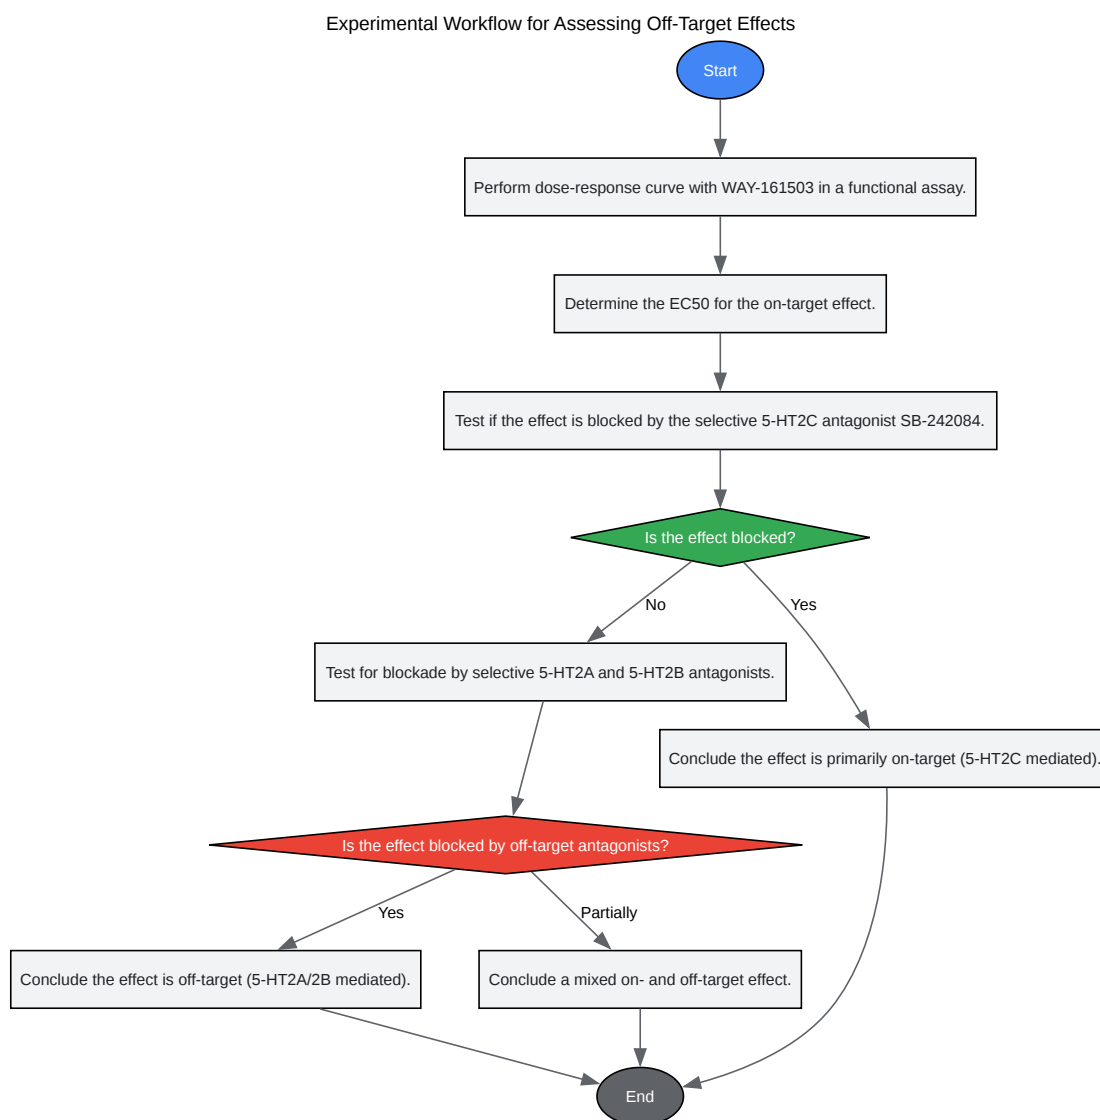 Experimental Workflow for Assessing Off-Target Effects
Start
Perform dose-response curve with WAY-161503 in a functional assay.
Determine the EC50 for the on-target effect.
Test if the effect is blocked by the selective 5-HT2C antagonist SB-242084.
Is the effect blocked?
No
Yes
Test for blockade by selective 5-HT2A and 5-HT2B antagonists.
Conclude the effect is primarily on-target (5-HT2C mediated).
Is the effect blocked by off-target antagonists?
Yes
Partially
Conclude the effect is off-target (5-HT2A/2B mediated).
Conclude a mixed on- and off-target effect.
End